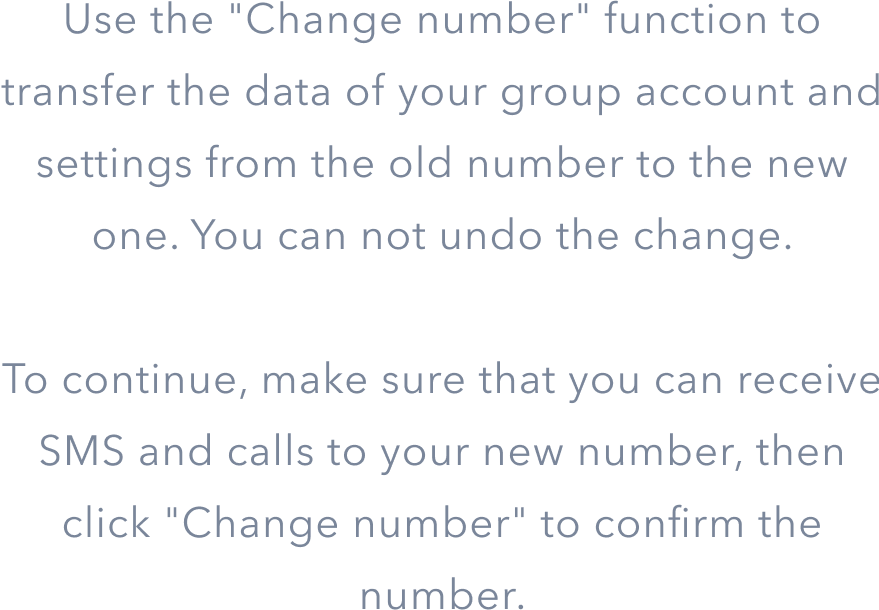 Use the "Change number" function to
transfer the data of your group account and
settings from the old number to the new
one. You can not undo the change.
To continue, make sure that you can receive
SMS and calls to your new number, then
click "Change number" to confirm the
number.